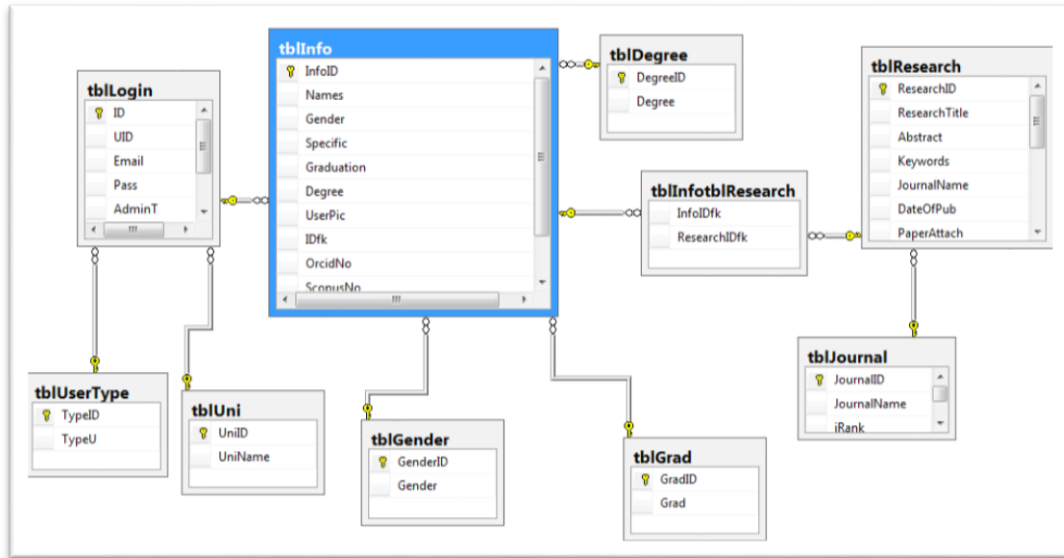 tblLogin
ID
UID
Email
Pass
AdminT
tblInfo
InfoID
Names
Gender
Specific
Graduation
Degree
UserPic
IDfk
OrcidNo
ScopusNo
tblDegree
DegreeID
Degree
tblResearch
ResearchID
ResearchTitle
Abstract
Keywords
JournalName
DateOfPub
PaperAttach
tblInfotblResearch
InfoIDfk
ResearchIDfk
tblUserType
TypeID
TypeU
tblUni
UniID
UniName
tblGender
GenderID
Gender
tblGrad
GradID
Grad
tblJournal
JournalID
JournalName
iRank